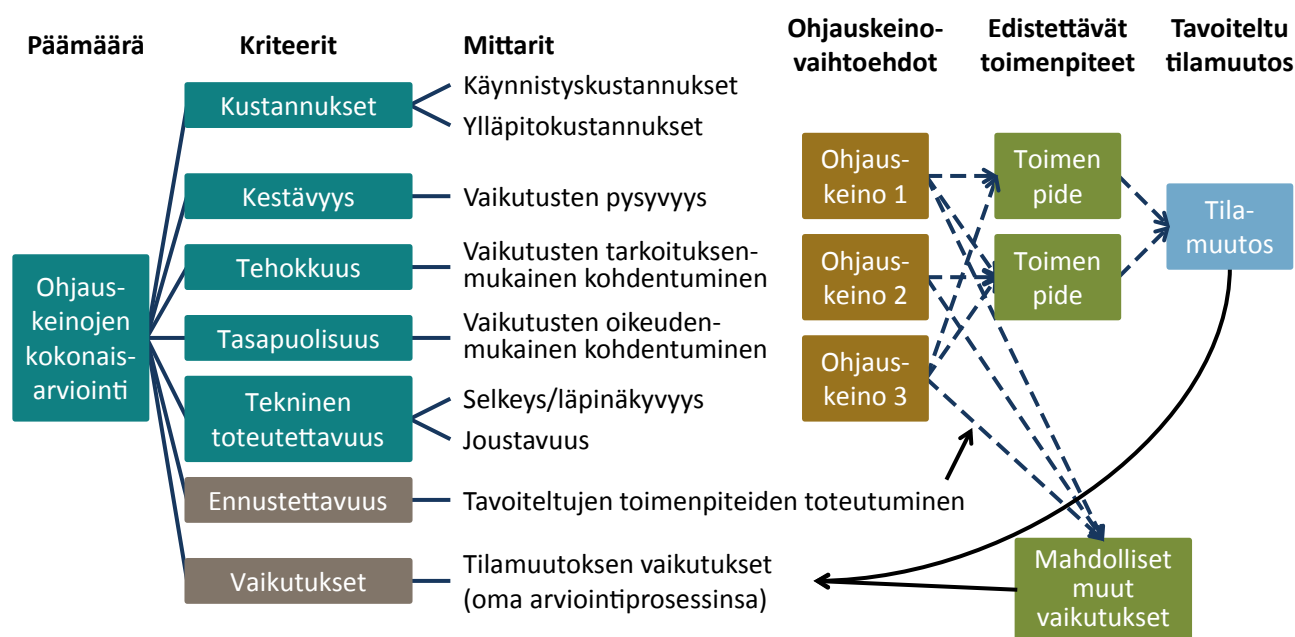 Päämäärä
Kriteerit
Mittarit
Ohjauskeino-
vaihtoehdot
Edistettävät
toimenpiteet
Tavoiteltu
tilamuutos
Ohjaus-
keinojen
kokonais-
arviointi
Kustannukset
Käynnistyskustannukset
Ylläpitokustannukset
Kestävyys
Vaikutusten pysyvyys
Tehokkuus
Vaikutusten tarkoituksen-
mukainen kohdentuminen
Tasapuolisuus
Vaikutusten oikeuden-
mukainen kohdentuminen
Tekninen
toteutettavuus
Selkeys/läpinäkyvyys
Joustavuus
Ennustettavuus
Tavoiteltujen toimenpiteiden toteutuminen
Vaikutukset
Tilamuutoksen vaikutukset
(oma arviointiprosessinsa)
Ohjaus-
keino 1
Ohjaus-
keino 2
Ohjaus-
keino 3
Toimen
pide
Toimen
pide
Tila-
muutos
Mahdolliset
muut
vaikutukset